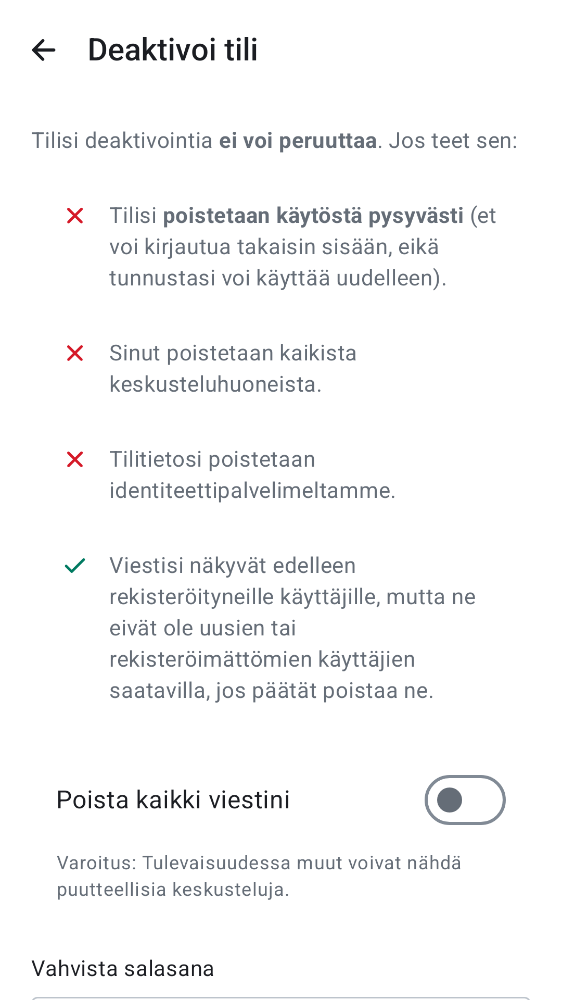 Deaktivoi tili
Tilisi deaktivointia ei voi peruuttaa. Jos teet sen:
Tilisi poistetaan käytöstä pysyvästi (et
voi kirjautua takaisin sisään, eikä
tunnustasi voi käyttää uudelleen).
Sinut poistetaan kaikista
keskusteluhuoneista.
Tilitietosi poistetaan
identiteettipalvelimeltamme.
Viestisi näkyvät edelleen
rekisteröityneille käyttäjille, mutta ne
eivät ole uusien tai
rekisteröimättömien käyttäjien
saatavilla, jos päätät poistaa ne.
Poista kaikki viestini
Varoitus: Tulevaisuudessa muut voivat nähdä
puutteellisia keskusteluja.
Vahvista salasana